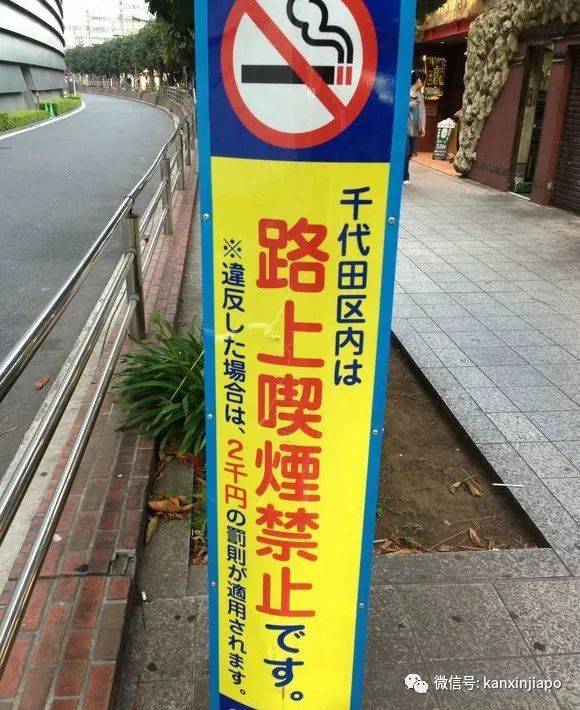 千代田区内は
路上喫煙禁止です。
※違反した場合は、2千円の罰則が適用されます。
微信号: kanxinjiapo